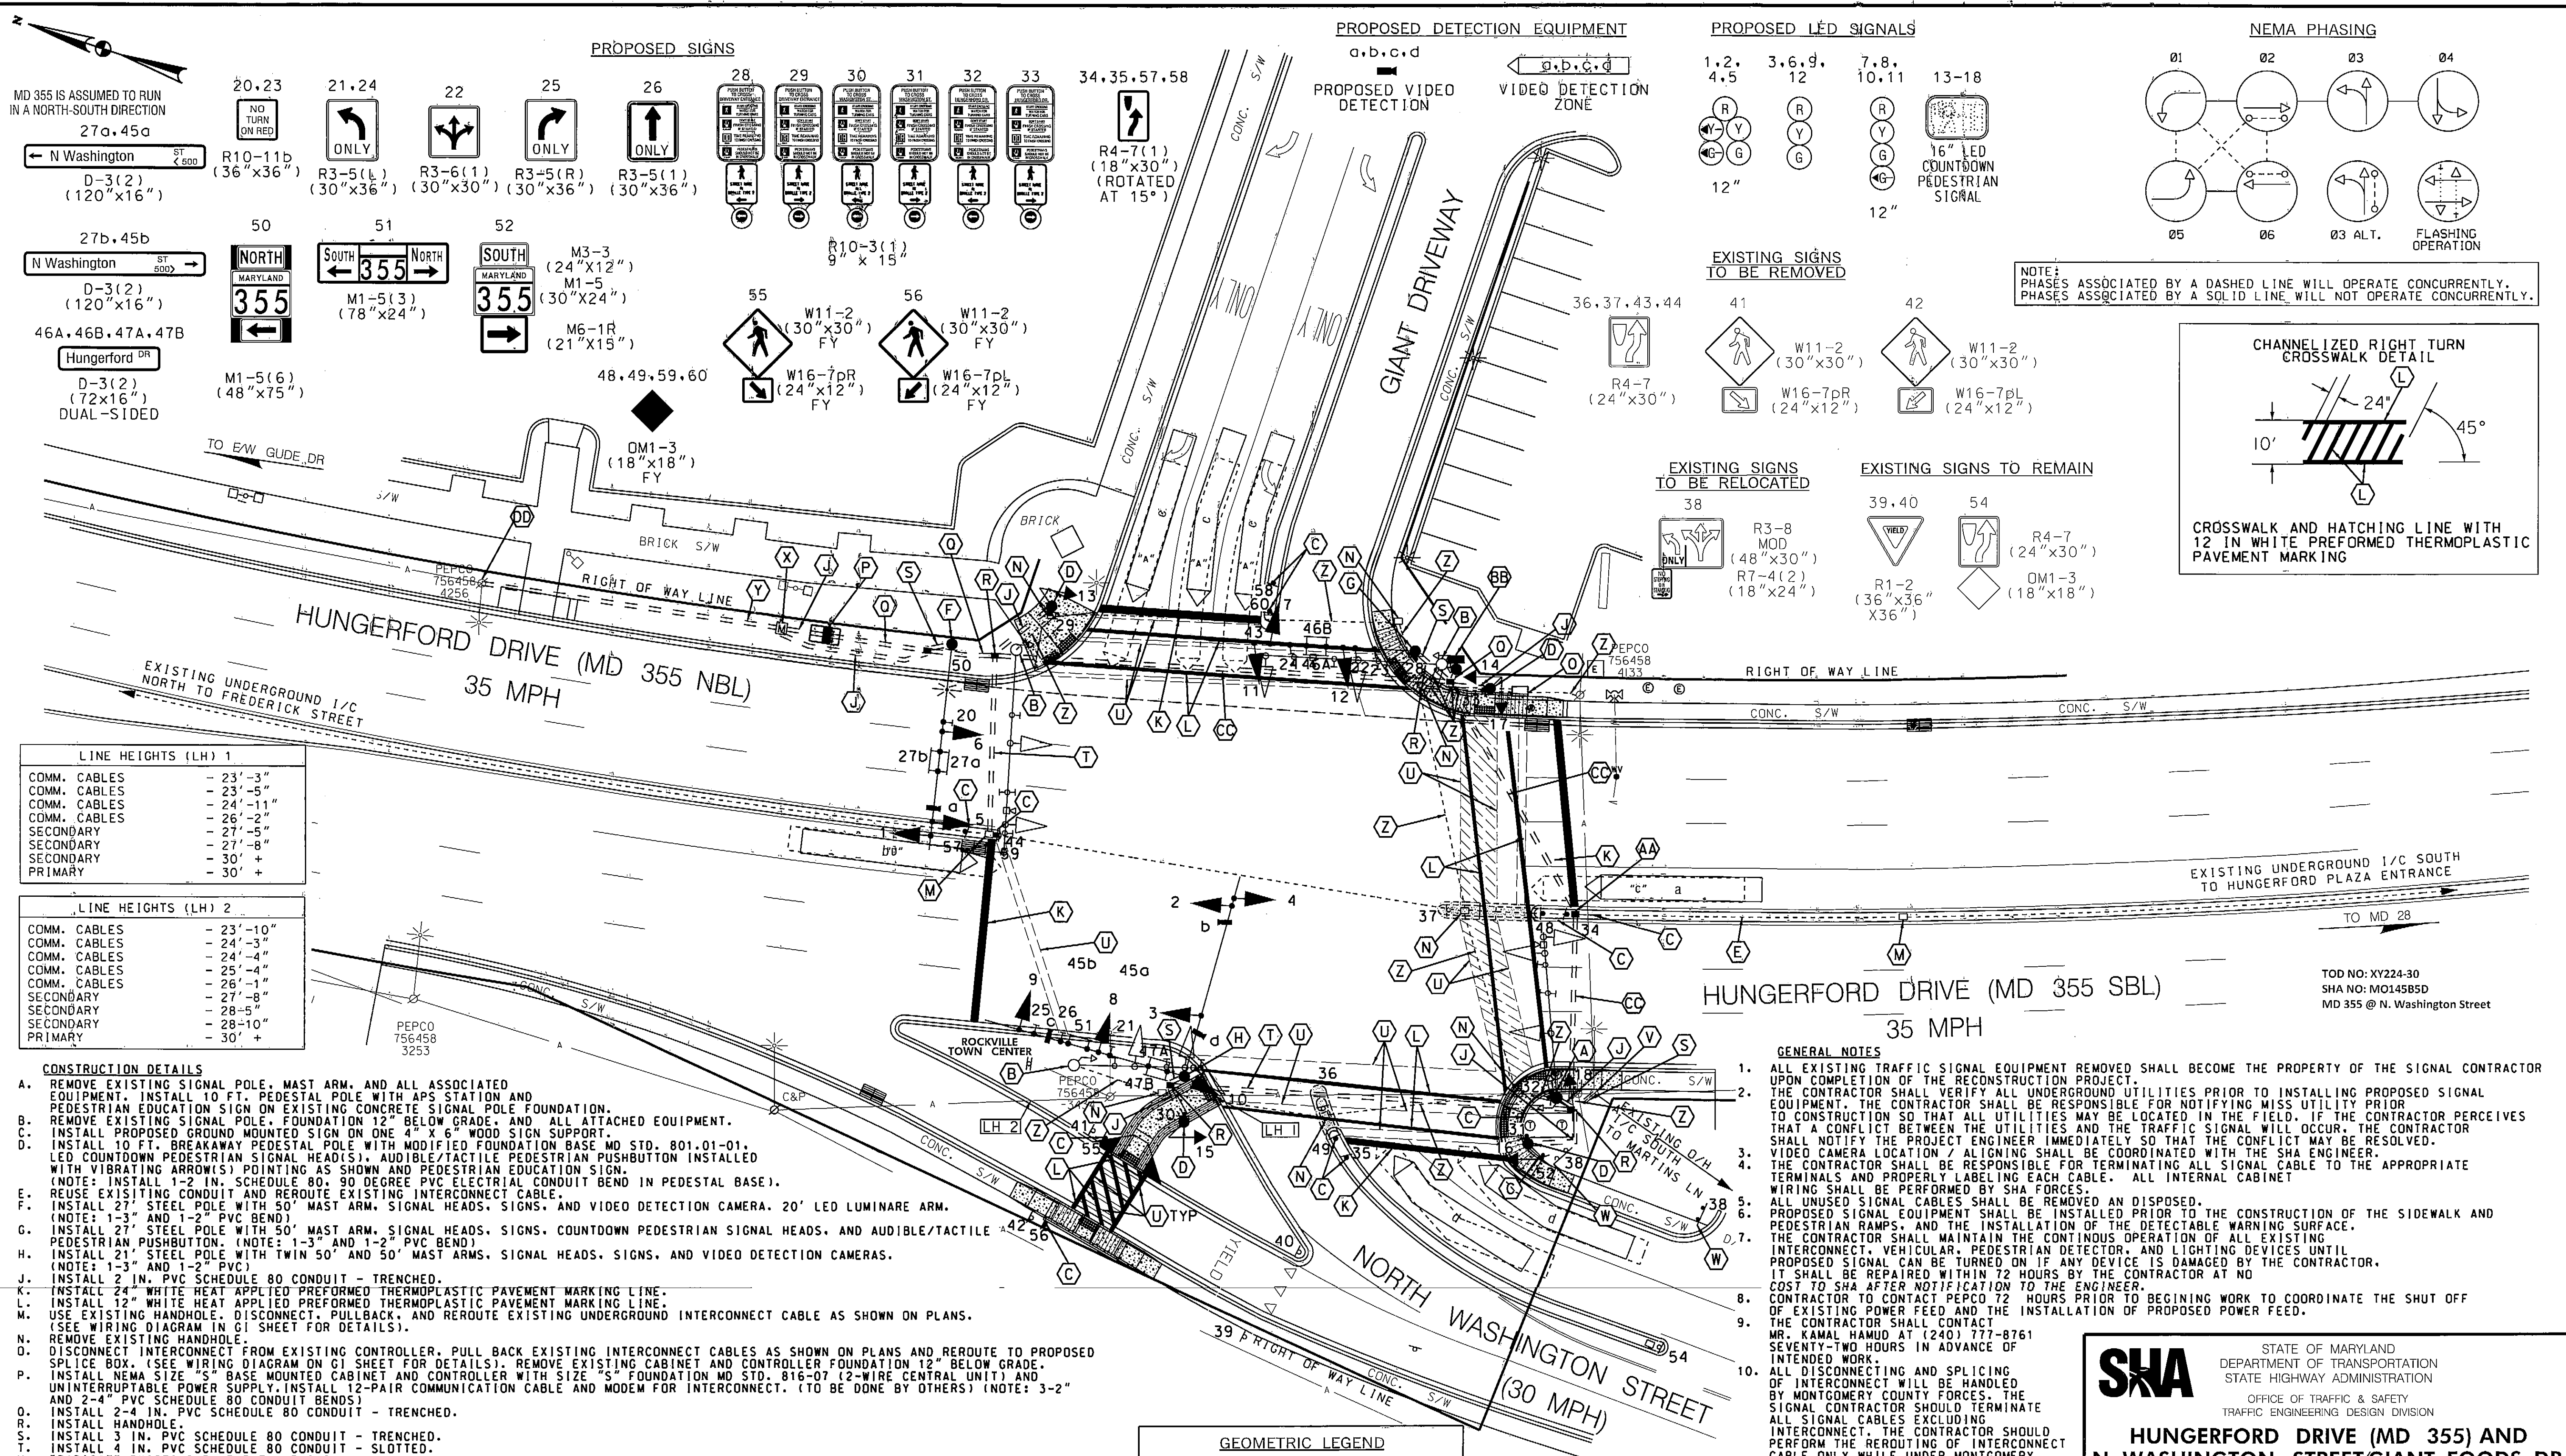 N
MD 355 IS ASSUMED TO RUN
IN A NORTH-SOUTH DIRECTION
PROPOSED SIGNS
27a,45a
← N Washington ST < 500
D-3(2)
(120"x16")
20,23
NO
TURN
ON RED
R10-11b
(36"x36")
21,24
ONLY
R3-5(L)
(30"x36")
22
R3-6(1)
(30"x30")
25
ONLY
R3-5(R)
(30"x36")
26
ONLY
R3-5(1)
(30"x36")
28
29
30
31
32
33
R10-3(1)
9" x 15"
34,35,57,58
R4-7(1)
(18"x30")
(ROTATED
AT 15°)
27b,45b
N Washington ST 500> →
D-3(2)
(120"x16")
46A,46B,47A,47B
Hungerford DR
D-3(2)
(72x16")
DUAL-SIDED
50
NORTH
MARYLAND
355
M1-5(6)
(48"x75")
51
SOUTH 355 NORTH
M1-5(3)
(78"x24")
52
SOUTH
MARYLAND
355
M3-3
(24"X12")
M1-5
(30"X24")
M6-1R
(21"X15")
48,49,59,60
OM1-3
(18"x18")
FY
55
W11-2
(30"x30")
FY
W16-7pR
(24"x12")
FY
56
W11-2
(30"x30")
FY
W16-7pL
(24"x12")
FY
PROPOSED DETECTION EQUIPMENT
a,b,c,d
PROPOSED VIDEO
DETECTION
a,b,c,d
VIDEO DETECTION
ZONE
PROPOSED LED SIGNALS
1,2,
4,5
R
Y Y
G G
12"
3,6,9,
12
R
Y
G
7,8,
10,11
R
Y
G
G
12"
13-18
16" LED
COUNTDOWN
PEDESTRIAN
SIGNAL
NEMA PHASING
Ø1
Ø2
Ø3
Ø4
Ø5
Ø6
Ø3 ALT.
FLASHING
OPERATION
NOTE:
PHASES ASSOCIATED BY A DASHED LINE WILL OPERATE CONCURRENTLY.
PHASES ASSOCIATED BY A SOLID LINE WILL NOT OPERATE CONCURRENTLY.
EXISTING SIGNS
TO BE REMOVED
36,37,43,44
R4-7
(24"x30")
41
W11-2
(30"x30")
W16-7pR
(24"x12")
42
W11-2
(30"x30")
W16-7pL
(24"x12")
EXISTING SIGNS
TO BE RELOCATED
38
ONLY
R3-8
MOD
(48"x30")
R7-4(2)
(18"x24")
EXISTING SIGNS TO REMAIN
39,40
YIELD
R1-2
(36"x36
X36")
54
R4-7
(24"x30")
OM1-3
(18"x18")
CHANNELIZED RIGHT TURN
CROSSWALK DETAIL
L
24"
10'
45°
L
CROSSWALK AND HATCHING LINE WITH
12 IN WHITE PREFORMED THERMOPLASTIC
PAVEMENT MARKING
TO E/W GUDE DR
S/W
BRICK S/W
BRICK
CONC. S/W
ONLY
ONLY
GIANT DRIVEWAY
PEPCO
756458
4256
RIGHT OF WAY LINE
HUNGERFORD DRIVE (MD 355 NBL)
35 MPH
EXISTING UNDERGROUND I/C
NORTH TO FREDERICK STREET
PEPCO
756458
4133
RIGHT OF WAY LINE
CONC. S/W
EXISTING UNDERGROUND I/C SOUTH
TO HUNGERFORD PLAZA ENTRANCE
TO MD 28
HUNGERFORD DRIVE (MD 355 SBL)
35 MPH
TOD NO: XY224-30
SHA NO: MO145B5D
MD 355 @ N. Washington Street
LINE HEIGHTS (LH) 1
COMM. CABLES - 23'-3"
COMM. CABLES - 23'-5"
COMM. CABLES - 24'-11"
COMM. CABLES - 26'-2"
SECONDARY - 27'-5"
SECONDARY - 27'-8"
SECONDARY - 30' +
PRIMARY - 30' +
LINE HEIGHTS (LH) 2
COMM. CABLES - 23'-10"
COMM. CABLES - 24'-3"
COMM. CABLES - 24'-4"
COMM. CABLES - 25'-4"
COMM. CABLES - 26'-1"
SECONDARY - 27'-8"
SECONDARY - 28-5"
SECONDARY - 28-10"
PRIMARY - 30' +
PEPCO
756458
3253
C&P
ROCKVILLE
TOWN CENTER
PEPCO
LH 2
LH 1
U TYP
YIELD
EXISTING O/H
I/C SOUTH
TO MARTINS LN
NORTH WASHINGTON STREET
(30 MPH)
RIGHT OF WAY LINE
CONC. S/W
CONSTRUCTION DETAILS
A. REMOVE EXISTING SIGNAL POLE, MAST ARM, AND ALL ASSOCIATED
EQUIPMENT. INSTALL 10 FT. PEDESTAL POLE WITH APS STATION AND
PEDESTRIAN EDUCATION SIGN ON EXISTING CONCRETE SIGNAL POLE FOUNDATION.
B. REMOVE EXISTING SIGNAL POLE, FOUNDATION 12" BELOW GRADE, AND ALL ATTACHED EQUIPMENT.
C. INSTALL PROPOSED GROUND MOUNTED SIGN ON ONE 4" X 6" WOOD SIGN SUPPORT.
D. INSTALL 10 FT. BREAKAWAY PEDESTAL POLE WITH MODIFIED FOUNDATION BASE MD STD. 801.01-01.
LED COUNTDOWN PEDESTRIAN SIGNAL HEAD(S), AUDIBLE/TACTILE PEDESTRIAN PUSHBUTTON INSTALLED
WITH VIBRATING ARROW(S) POINTING AS SHOWN AND PEDESTRIAN EDUCATION SIGN.
(NOTE: INSTALL 1-2 IN. SCHEDULE 80, 90 DEGREE PVC ELECTRIAL CONDUIT BEND IN PEDESTAL BASE).
E. REUSE EXISITING CONDUIT AND REROUTE EXISTING INTERCONNECT CABLE.
F. INSTALL 27' STEEL POLE WITH 50' MAST ARM, SIGNAL HEADS, SIGNS, AND VIDEO DETECTION CAMERA, 20' LED LUMINARE ARM.
(NOTE: 1-3" AND 1-2" PVC BEND)
G. INSTALL 27' STEEL POLE WITH 50' MAST ARM, SIGNAL HEADS, SIGNS, COUNTDOWN PEDESTRIAN SIGNAL HEADS, AND AUDIBLE/TACTILE
PEDESTRIAN PUSHBUTTON. (NOTE: 1-3" AND 1-2" PVC BEND)
H. INSTALL 21' STEEL POLE WITH TWIN 50' AND 50' MAST ARMS, SIGNAL HEADS, SIGNS, AND VIDEO DETECTION CAMERAS.
(NOTE: 1-3" AND 1-2" PVC)
J. INSTALL 2 IN. PVC SCHEDULE 80 CONDUIT - TRENCHED.
K. INSTALL 24" WHITE HEAT APPLIED PREFORMED THERMOPLASTIC PAVEMENT MARKING LINE.
L. INSTALL 12" WHITE HEAT APPLIED PREFORMED THERMOPLASTIC PAVEMENT MARKING LINE.
M. USE EXISTING HANDHOLE. DISCONNECT, PULLBACK, AND REROUTE EXISTING UNDERGROUND INTERCONNECT CABLE AS SHOWN ON PLANS.
(SEE WIRING DIAGRAM IN GI SHEET FOR DETAILS).
N. REMOVE EXISTING HANDHOLE.
O. DISCONNECT INTERCONNECT FROM EXISTING CONTROLLER. PULL BACK EXISTING INTERCONNECT CABLES AS SHOWN ON PLANS AND REROUTE TO PROPOSED
SPLICE BOX. (SEE WIRING DIAGRAM ON GI SHEET FOR DETAILS). REMOVE EXISTING CABINET AND CONTROLLER FOUNDATION 12" BELOW GRADE.
P. INSTALL NEMA SIZE "S" BASE MOUNTED CABINET AND CONTROLLER WITH SIZE "S" FOUNDATION MD STD. 816-07 (2-WIRE CENTRAL UNIT) AND
UNINTERRUPTABLE POWER SUPPLY. INSTALL 12-PAIR COMMUNICATION CABLE AND MODEM FOR INTERCONNECT. (TO BE DONE BY OTHERS) (NOTE: 3-2"
AND 2-4" PVC SCHEDULE 80 CONDUIT BENDS)
Q. INSTALL 2-4 IN. PVC SCHEDULE 80 CONDUIT - TRENCHED.
R. INSTALL HANDHOLE.
S. INSTALL 3 IN. PVC SCHEDULE 80 CONDUIT - TRENCHED.
T. INSTALL 4 IN. PVC SCHEDULE 80 CONDUIT - SLOTTED.
GEOMETRIC LEGEND
GENERAL NOTES
1. ALL EXISTING TRAFFIC SIGNAL EQUIPMENT REMOVED SHALL BECOME THE PROPERTY OF THE SIGNAL CONTRACTOR
UPON COMPLETION OF THE RECONSTRUCTION PROJECT.
2. THE CONTRACTOR SHALL VERIFY ALL UNDERGROUND UTILITIES PRIOR TO INSTALLING PROPOSED SIGNAL
EQUIPMENT. THE CONTRACTOR SHALL BE RESPONSIBLE FOR NOTIFYING MISS UTILITY PRIOR
TO CONSTRUCTION SO THAT ALL UTILITIES MAY BE LOCATED IN THE FIELD. IF THE CONTRACTOR PERCEIVES
THAT A CONFLICT BETWEEN THE UTILITIES AND THE TRAFFIC SIGNAL WILL OCCUR, THE CONTRACTOR
SHALL NOTIFY THE PROJECT ENGINEER IMMEDIATELY SO THAT THE CONFLICT MAY BE RESOLVED.
3. VIDEO CAMERA LOCATION / ALIGNING SHALL BE COORDINATED WITH THE SHA ENGINEER.
4. THE CONTRACTOR SHALL BE RESPONSIBLE FOR TERMINATING ALL SIGNAL CABLE TO THE APPROPRIATE
TERMINALS AND PROPERLY LABELING EACH CABLE. ALL INTERNAL CABINET
WIRING SHALL BE PERFORMED BY SHA FORCES.
5. ALL UNUSED SIGNAL CABLES SHALL BE REMOVED AN DISPOSED.
6. PROPOSED SIGNAL EQUIPMENT SHALL BE INSTALLED PRIOR TO THE CONSTRUCTION OF THE SIDEWALK AND
PEDESTRIAN RAMPS, AND THE INSTALLATION OF THE DETECTABLE WARNING SURFACE.
7. THE CONTRACTOR SHALL MAINTAIN THE CONTINOUS OPERATION OF ALL EXISTING
INTERCONNECT, VEHICULAR, PEDESTRIAN DETECTOR, AND LIGHTING DEVICES UNTIL
PROPOSED SIGNAL CAN BE TURNED ON IF ANY DEVICE IS DAMAGED BY THE CONTRACTOR,
IT SHALL BE REPAIRED WITHIN 72 HOURS BY THE CONTRACTOR AT NO
COST TO SHA AFTER NOTIFICATION TO THE ENGINEER.
8. CONTRACTOR TO CONTACT PEPCO 72 HOURS PRIOR TO BEGINING WORK TO COORDINATE THE SHUT OFF
OF EXISTING POWER FEED AND THE INSTALLATION OF PROPOSED POWER FEED.
9. THE CONTRACTOR SHALL CONTACT
MR. KAMAL HAMUD AT (240) 777-8761
SEVENTY-TWO HOURS IN ADVANCE OF
INTENDED WORK.
10. ALL DISCONNECTING AND SPLICING
OF INTERCONNECT WILL BE HANDLED
BY MONTGOMERY COUNTY FORCES. THE
SIGNAL CONTRACTOR SHOULD TERMINATE
ALL SIGNAL CABLES EXCLUDING
INTERCONNECT. THE CONTRACTOR SHOULD
PERFORM THE REROUTING OF INTERCONNECT
CABLE ONLY WHILE UNDER MONTGOMERY
SHA
STATE OF MARYLAND
DEPARTMENT OF TRANSPORTATION
STATE HIGHWAY ADMINISTRATION
OFFICE OF TRAFFIC & SAFETY
TRAFFIC ENGINEERING DESIGN DIVISION
HUNGERFORD DRIVE (MD 355) AND
N WASHINGTON STREET/GIANT FOODS DR